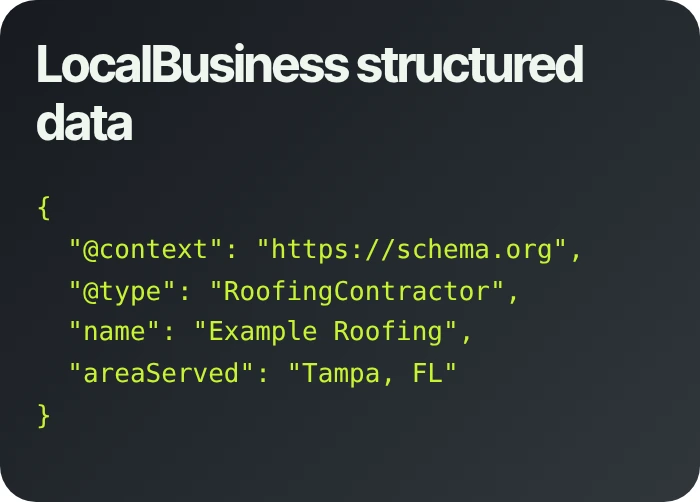 LocalBusiness structured
data
{
  "@context": "https://schema.org",
  "@type": "RoofingContractor",
  "name": "Example Roofing",
  "areaServed": "Tampa, FL"
}